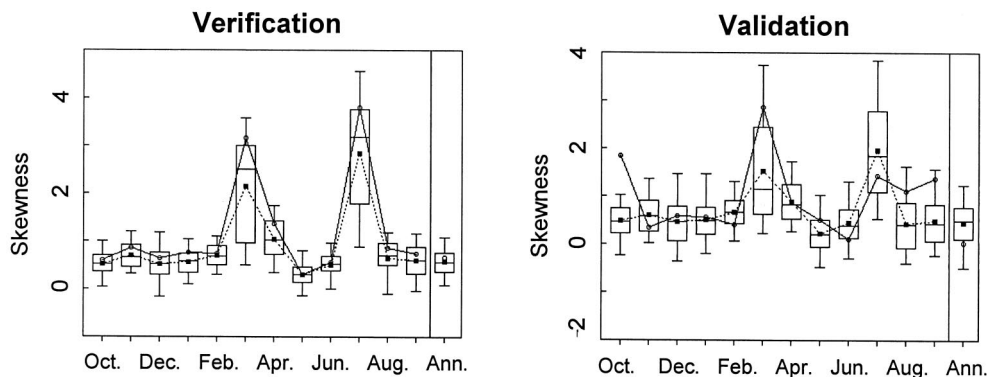 Verification
Validation
Skewness
4
2
0
Oct. Dec. Feb. Apr. Jun. Aug. Ann.
Skewness
4
2
0
-2
Oct. Dec. Feb. Apr. Jun. Aug. Ann.